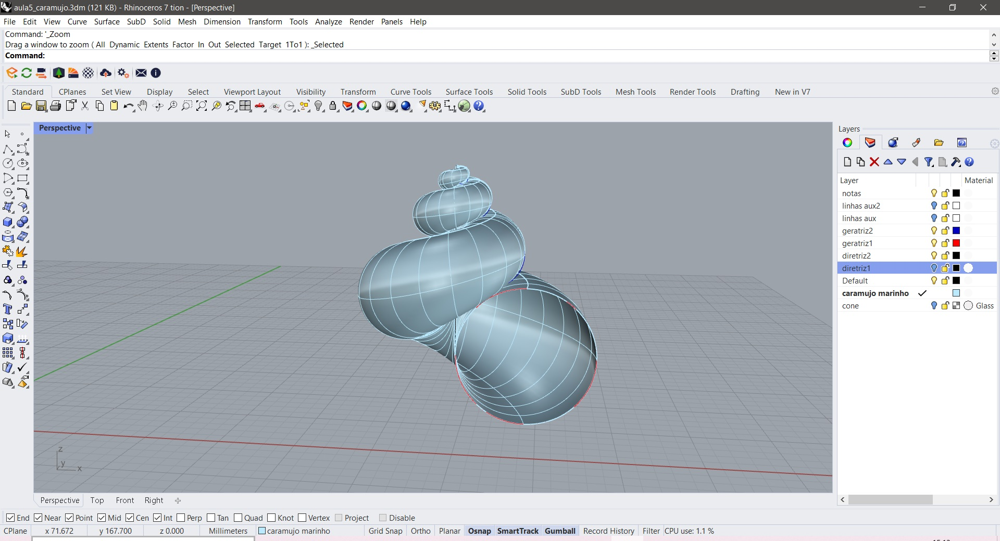 aula5_caramujo.3dm (121 KB) - Rhinoceros 7 tion - [Perspective]
File Edit View Curve Surface SubD Solid Mesh Dimension Transform Tools Analyze Render Panels Help
Command: '_Zoom
Drag a window to zoom ( All Dynamic Extents Factor In Out Selected Target 1To1 ): _Selected
Command:
Standard CPlanes Set View Display Select Viewport Layout Visibility Transform Curve Tools Surface Tools Solid Tools SubD Tools Mesh Tools Render Tools Drafting New in V7
Perspective
z
y
x
Layers
Layer Material
notas
linhas aux2
linhas aux
geratriz2
geratriz1
diretriz2
diretriz1
Default
caramujo marinho
cone Glass
Perspective Top Front Right
End Near Point Mid Cen Int Perp Tan Quad Knot Vertex Project Disable
CPlane x 71.672 y 167.700 z 0.000 Millimeters caramujo marinho Grid Snap Ortho Planar Osnap SmartTrack Gumball Record History Filter CPU use: 1.1 %